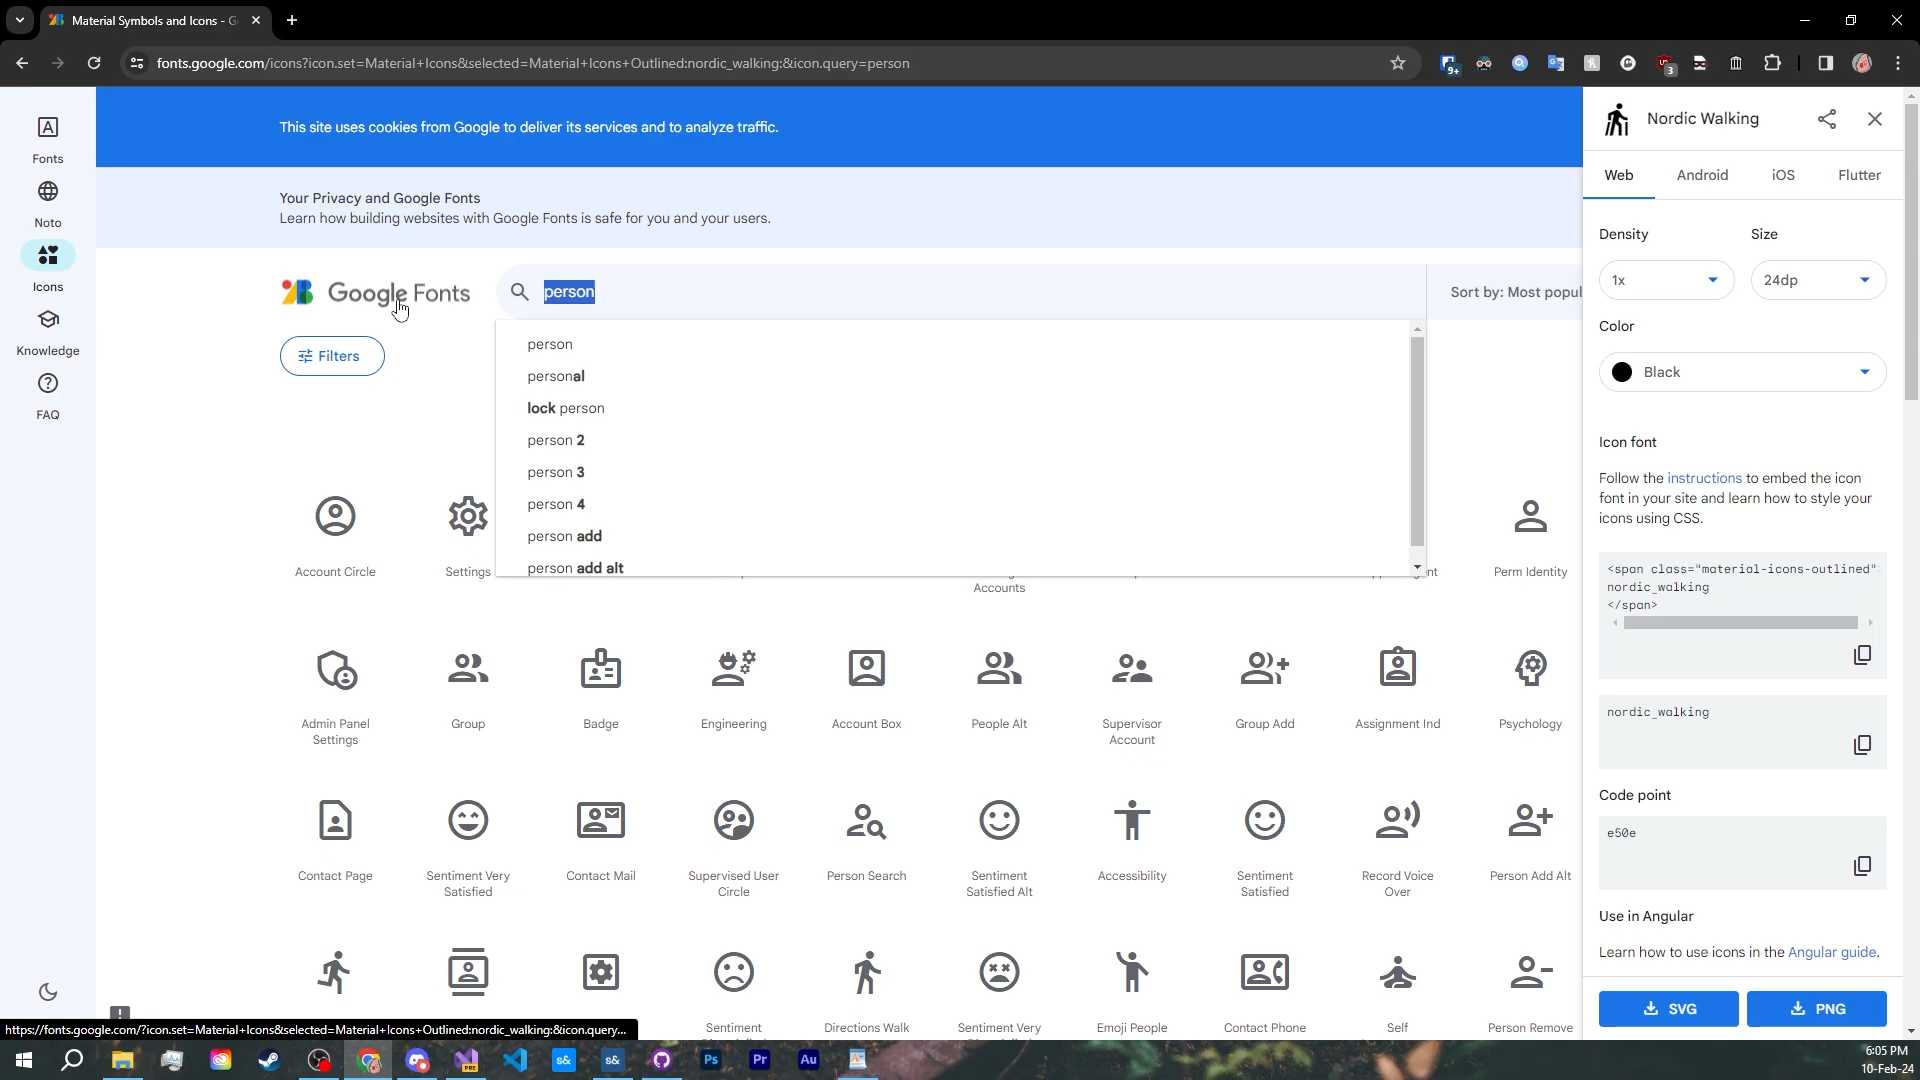 Material Symbols and Icons - G
fonts.google.com/icons?icon.set=Material+Icons&selected=Material+Icons+Outlined:nordic_walking:&icon.query=person
9+
3
Fonts
Noto
Icons
Knowledge
FAQ
This site uses cookies from Google to deliver its services and to analyze traffic.
Your Privacy and Google Fonts
Learn how building websites with Google Fonts is safe for you and your users.
Google Fonts
person
Sort by: Most popul
Filters
person
personal
lock person
person 2
person 3
person 4
person add
person add alt
Account Circle
Settings
Accounts
Perm Identity
Admin Panel
Settings
Group
Badge
Engineering
Account Box
People Alt
Supervisor
Account
Group Add
Assignment Ind
Psychology
Contact Page
Sentiment Very
Satisfied
Contact Mail
Supervised User
Circle
Person Search
Sentiment
Satisfied Alt
Accessibility
Sentiment
Satisfied
Record Voice
Over
Person Add Alt
Sentiment
Directions Walk
Sentiment Very
Emoji People
Contact Phone
Self
Person Remove
https://fonts.google.com/?icon.set=Material+Icons&selected=Material+Icons+Outlined:nordic_walking:&icon.query...
Nordic Walking
Web
Android
iOS
Flutter
Density
Size
1x
24dp
Color
Black
Icon font
Follow the instructions to embed the icon
font in your site and learn how to style your
icons using CSS.
<span class="material-icons-outlined"
nordic_walking
</span>
nordic_walking
Code point
e50e
Use in Angular
Learn how to use icons in the Angular guide.
SVG
PNG
s&
s&
Ps
Pr
Au
PRE
6:05 PM
10-Feb-24